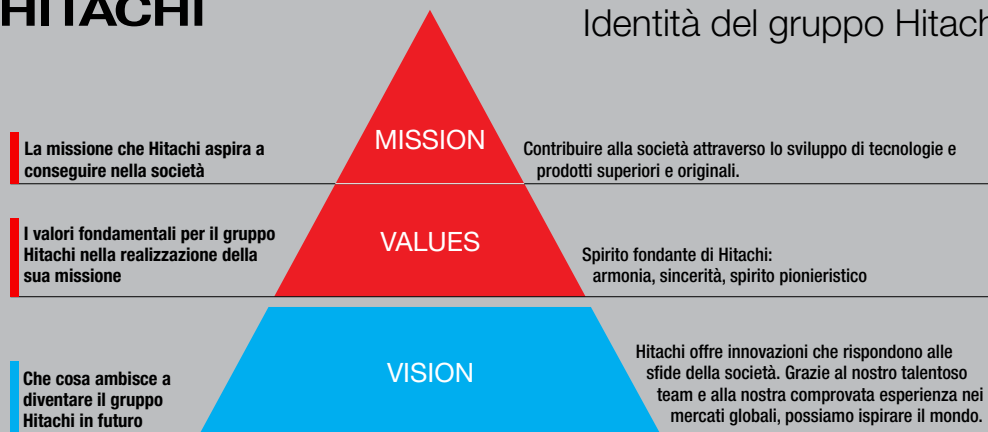 HITACHI
Identità del gruppo Hitachi
MISSION
La missione che Hitachi aspira a
conseguire nella società
Contribuire alla società attraverso lo sviluppo di tecnologie e
prodotti superiori e originali.
VALUES
I valori fondamentali per il gruppo
Hitachi nella realizzazione della
sua missione
Spirito fondante di Hitachi:
armonia, sincerità, spirito pionieristico
VISION
Che cosa ambisce a
diventare il gruppo
Hitachi in futuro
Hitachi offre innovazioni che rispondono alle
sfide della società. Grazie al nostro talentoso
team e alla nostra comprovata esperienza nei
mercati globali, possiamo ispirare il mondo.